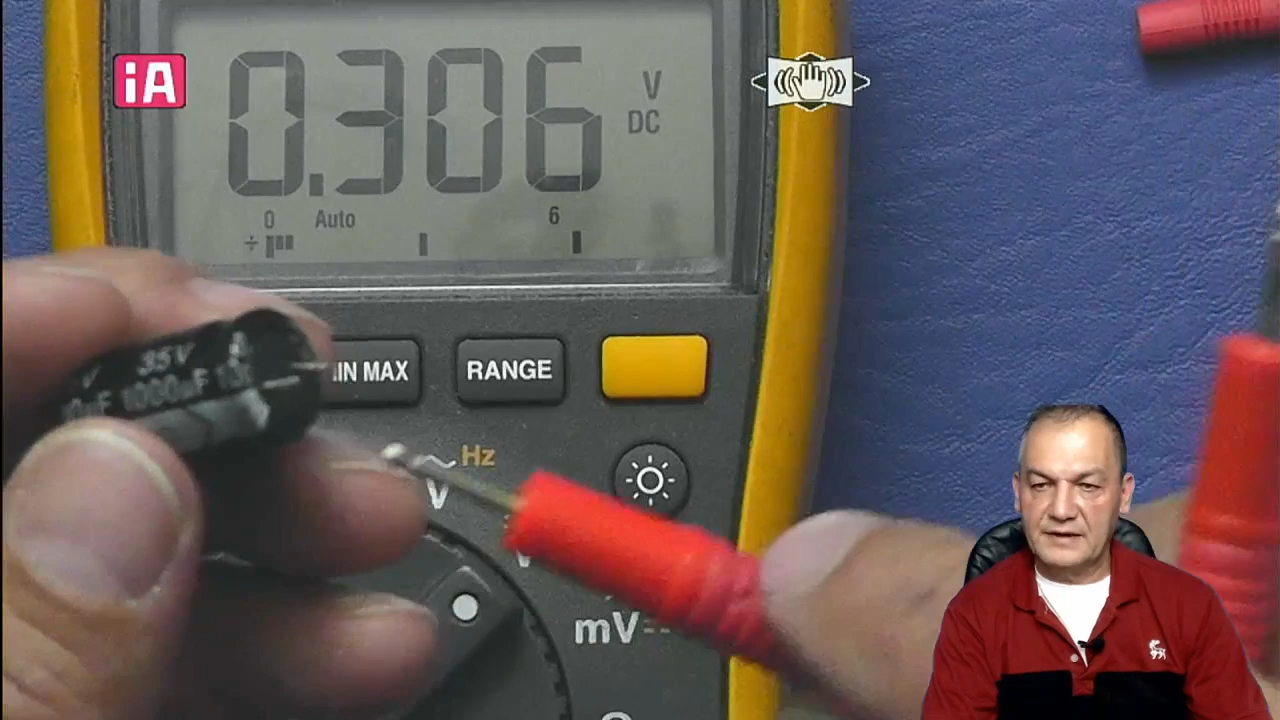 iA
0.306
V
DC
0 Auto 6
MIN MAX
RANGE
35V
1000uF
Hz
V
mV